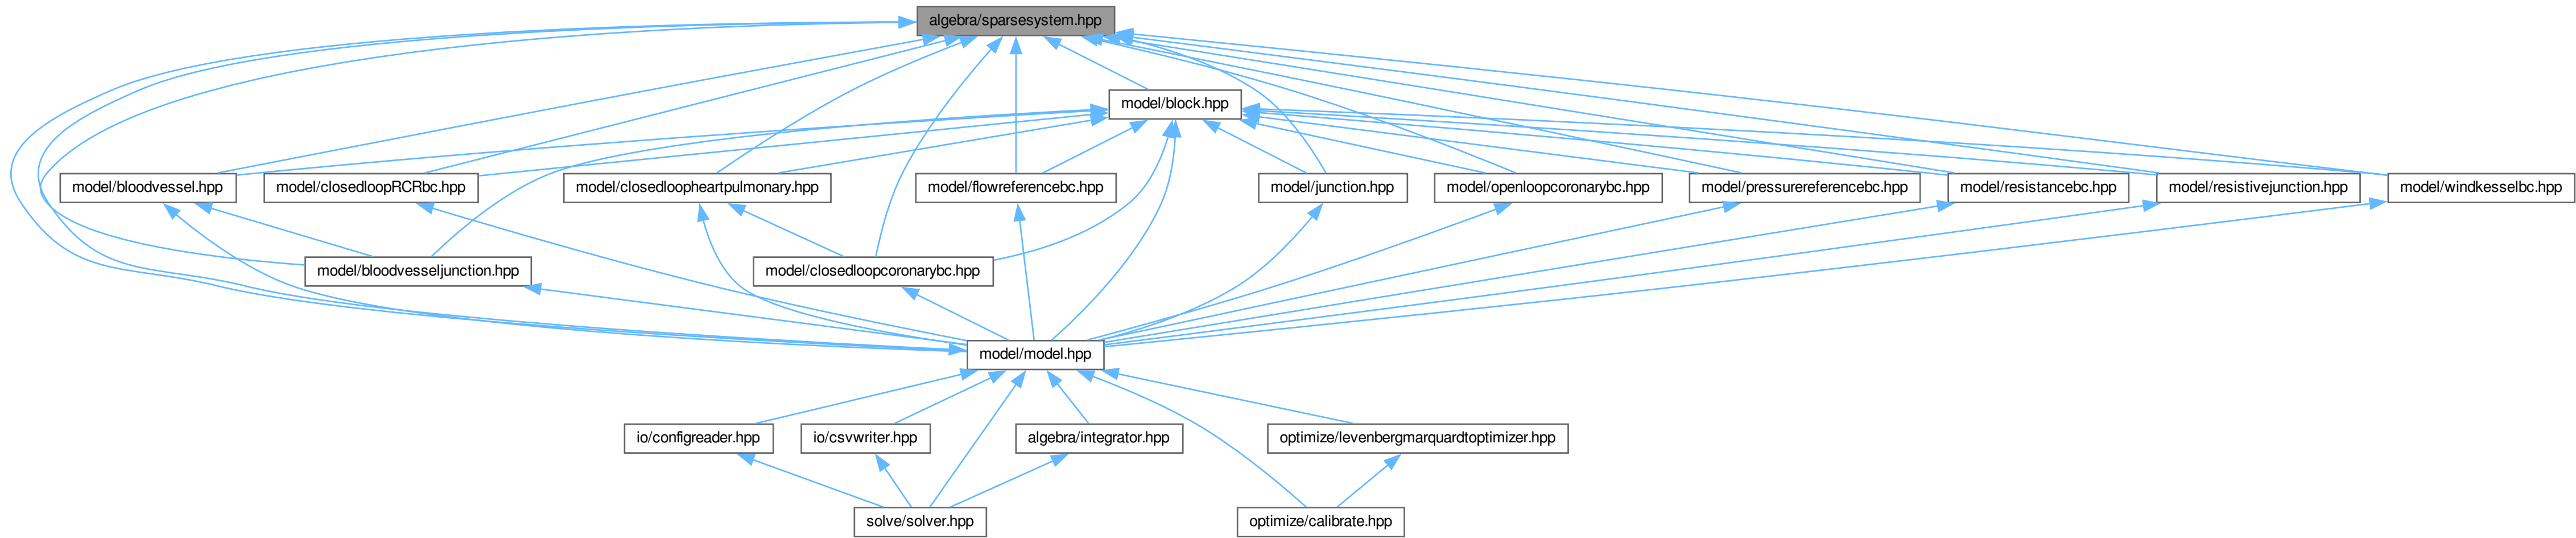 algebra/sparsesystem.hpp
model/block.hpp
model/bloodvessel.hpp
model/closedloopRCRbc.hpp
model/closedloopheartpulmonary.hpp
model/flowreferencebc.hpp
model/junction.hpp
model/openloopcoronarybc.hpp
model/pressurereferencebc.hpp
model/resistancebc.hpp
model/resistivejunction.hpp
model/windkesselbc.hpp
model/bloodvesseljunction.hpp
model/closedloopcoronarybc.hpp
model/model.hpp
io/configreader.hpp
io/csvwriter.hpp
algebra/integrator.hpp
optimize/levenbergmarquardtoptimizer.hpp
solve/solver.hpp
optimize/calibrate.hpp